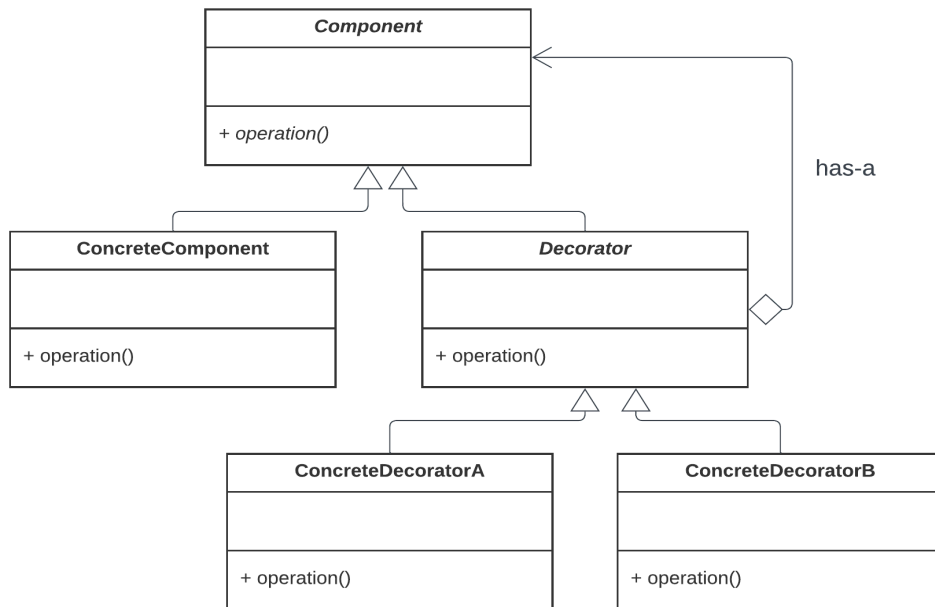 Component
+ operation()
has-a
ConcreteComponent
Decorator
+ operation()
+ operation()
ConcreteDecoratorA
ConcreteDecoratorB
+ operation()
+ operation()